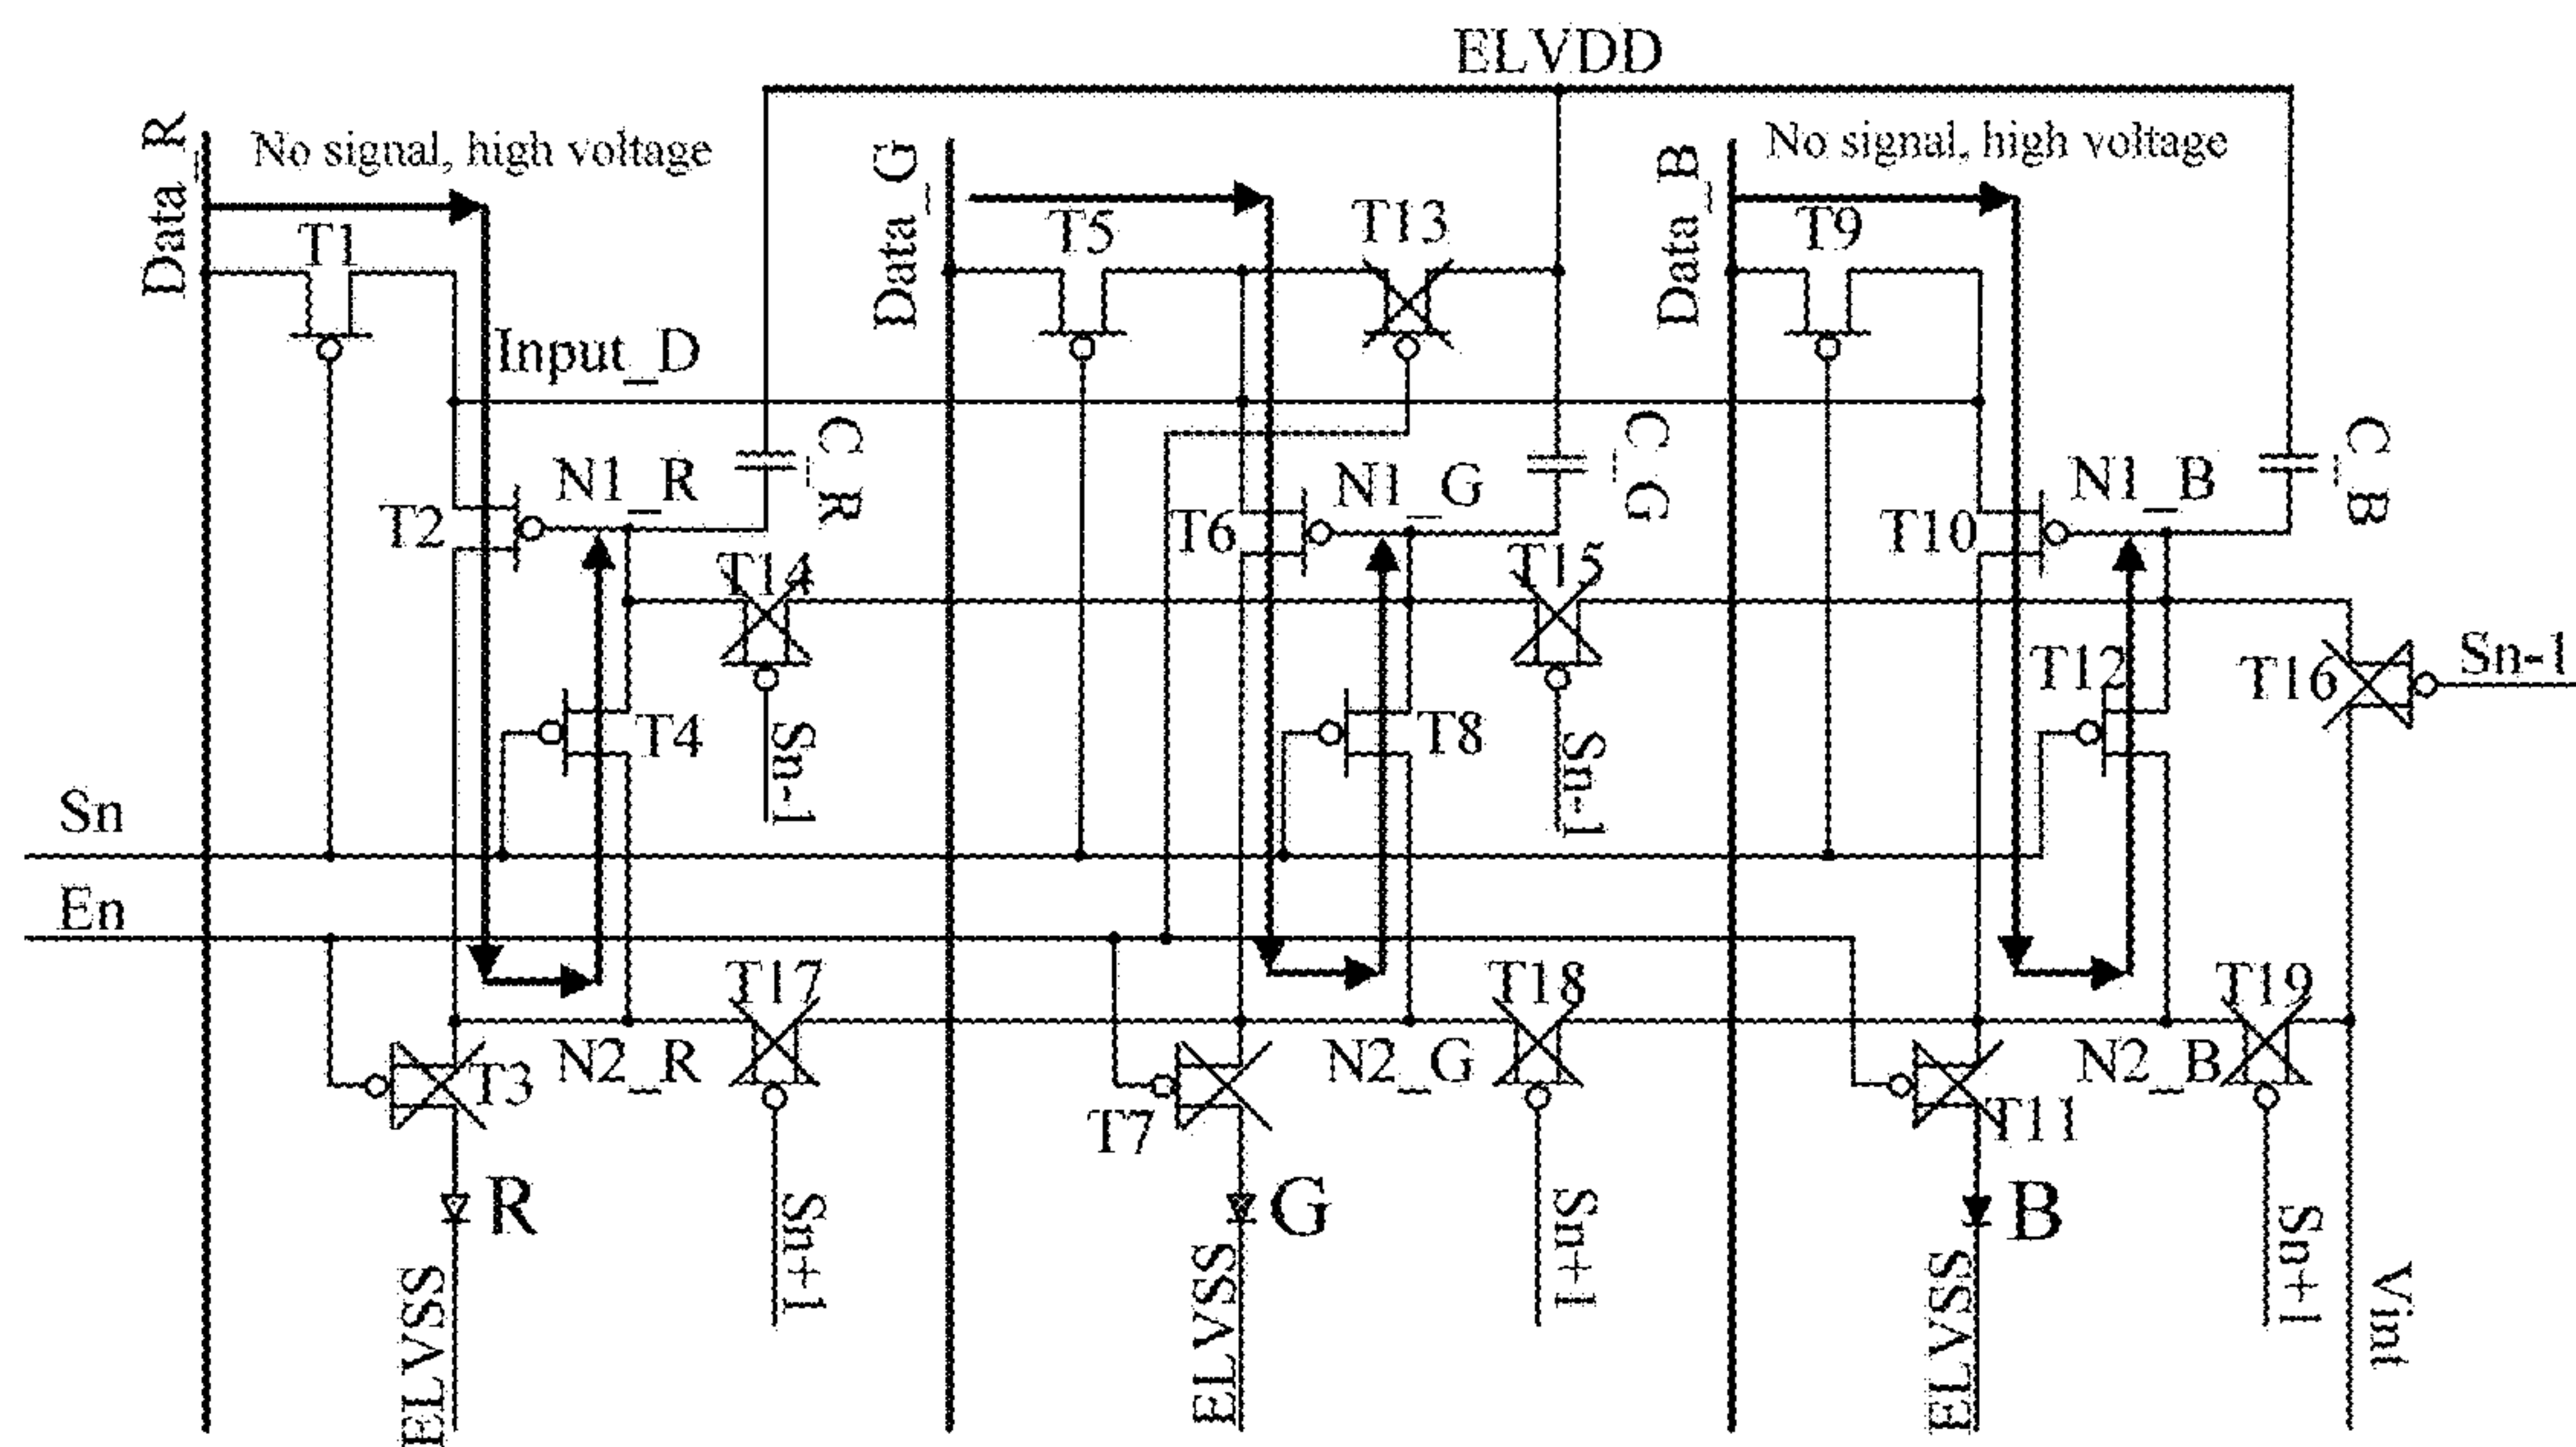 ELVDD
No signal, high voltage
No signal, high voltage
Data_R
Data_G
Data_B
T1
T5
T13
T9
Input_D
C_R
C_G
C_B
N1_R
N1_G
N1_B
T2
T6
T10
T14
T15
T16
Sn-1
T4
T8
T12
Sn-1
Sn-1
Sn
En
T17
T18
T19
T3
N2_R
T7
N2_G
T11
N2_B
R
G
B
Sn+1
Sn+1
Sn+1
ELVSS
ELVSS
ELVSS
Vint